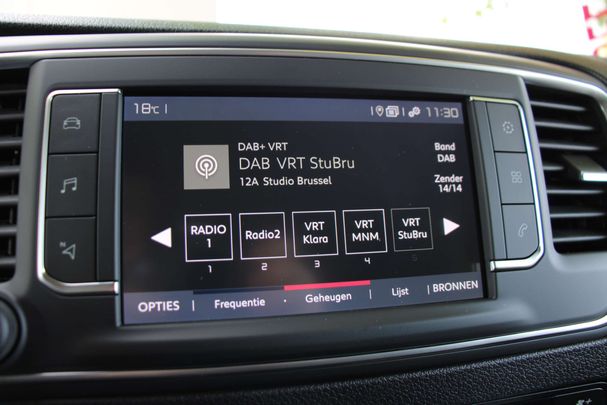 18°C
11:30
DAB+ VRT
DAB VRT StuBru
12A Studio Brussel
Band
DAB
Zender
14/14
RADIO
1
Radio2
VRT
Klara
VRT
MNM
VRT
StuBru
1 2 3 4 5
OPTIES | Frequentie · Geheugen | Lijst | BRONNEN
N